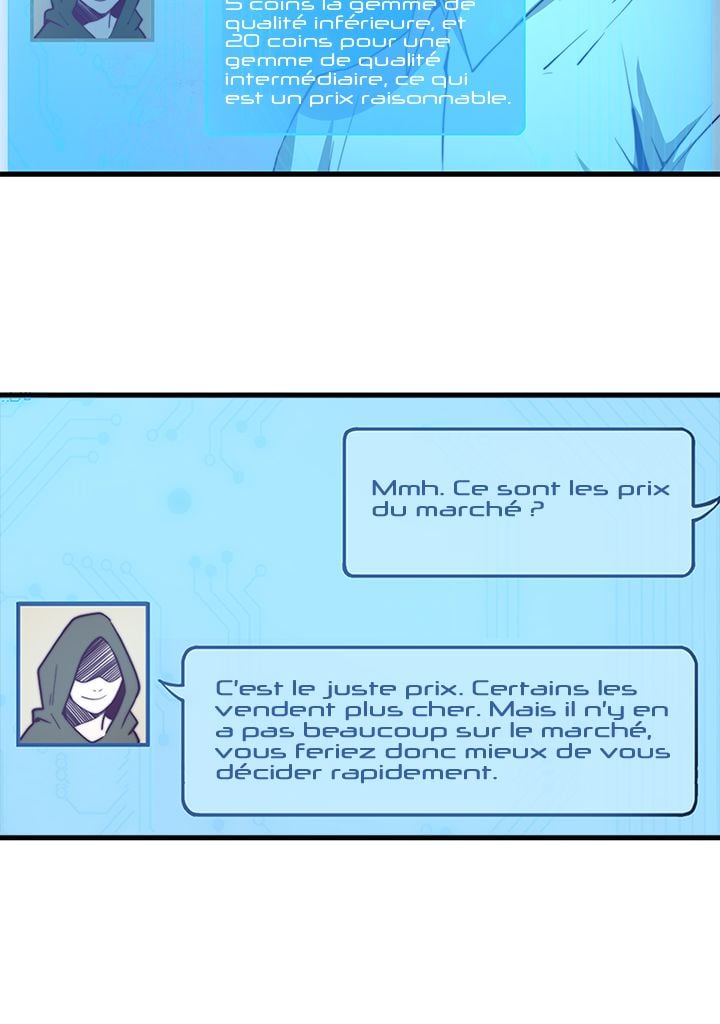 5 coins la gemme de
qualité inférieure, et
20 coins pour une
gemme de qualité
intermédiaire, ce qui
est un prix raisonnable.
Mmh. Ce sont les prix
du marché ?
C'est le juste prix. Certains les
vendent plus cher. Mais il n'y en
a pas beaucoup sur le marché,
vous feriez donc mieux de vous
décider rapidement.